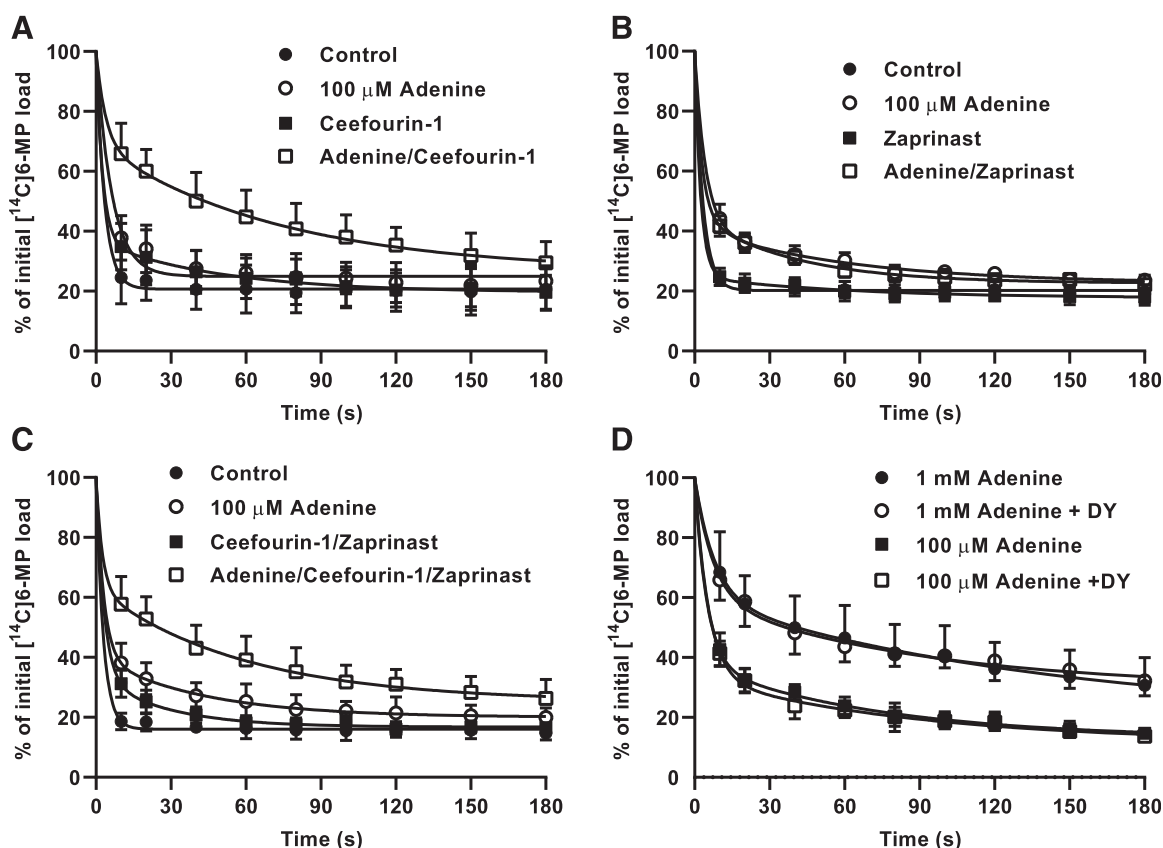 A
% of initial [14C]6-MP load
100
80
60
40
20
0
0 30 60 90 120 150 180
Time (s)
Control
100 μM Adenine
Ceefourin-1
Adenine/Ceefourin-1
B
% of initial [14C]6-MP load
100
80
60
40
20
0
0 30 60 90 120 150 180
Time (s)
Control
100 μM Adenine
Zaprinast
Adenine/Zaprinast
C
% of initial [14C]6-MP load
100
80
60
40
20
0
0 30 60 90 120 150 180
Time (s)
Control
100 μM Adenine
Ceefourin-1/Zaprinast
Adenine/Ceefourin-1/Zaprinast
D
% of initial [14C]6-MP load
100
80
60
40
20
0
0 30 60 90 120 150 180
Time (s)
1 mM Adenine
1 mM Adenine + DY
100 μM Adenine
100 μM Adenine +DY